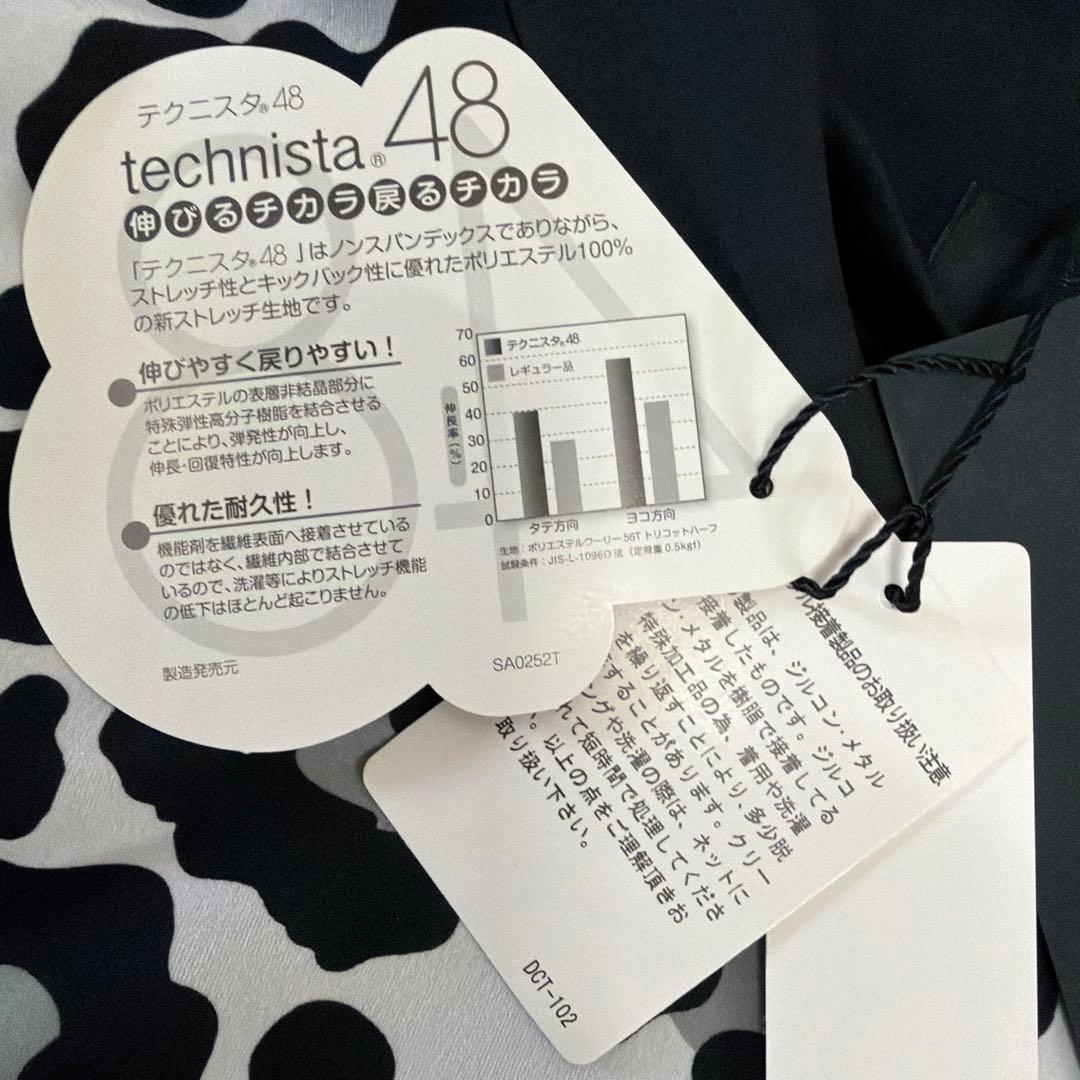 テクニスタ®48
technista®48
伸びるチカラ戻るチカラ
「テクニスタ®48 」はノンスパンデックスでありながら、
ストレッチ性とキックバック性に優れたポリエステル100%
の新ストレッチ生地です。
伸びやすく戻りやすい！
ポリエステルの表層非結晶部分に
特殊弾性高分子樹脂を結合させる
ことにより、弾発性が向上し、
伸長・回復特性が向上します。
優れた耐久性！
機能剤を繊維表面へ接着させている
のではなく、繊維内部で結合させて
いるので、洗濯等によりストレッチ機能
の低下はほとんど起こりません。
製造発売元
伸長率(%)
70
60
50
40
30
20
10
0
テクニスタ®48
レギュラー品
タテ方向
ヨコ方向
生地：ポリエステルウーリー56T トリコットハーフ
試験条件：JIS-L-1096D法（定荷重 0.5kgf）
SA0252T
ル接着製品のお取り扱い注意
製品は、ジルコン・メタル
接着したものです。ジルコ
ン・メタルを樹脂で接着してる
特殊加工品の為、着用や洗濯
を繰り返すことにより、多少脱
することがあります。クリー
ングや洗濯の際は、ネットに
れて短時間で処理してくださ
。以上の点をご理解頂きお
取り扱い下さい。
DCT-102